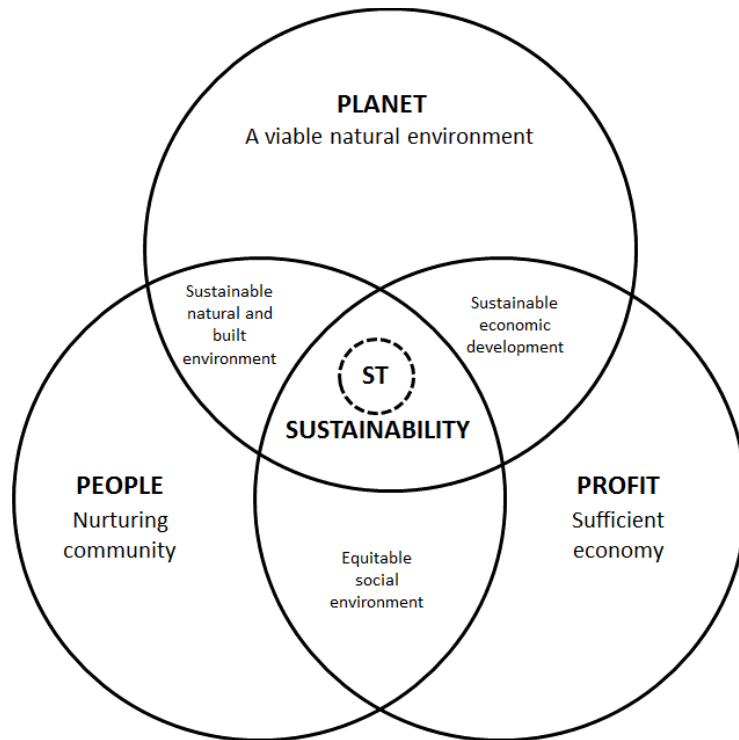 PLANET
A viable natural environment
Sustainable
natural and
built
environment
Sustainable
economic
development
ST
SUSTAINABILITY
PEOPLE
Nurturing
community
PROFIT
Sufficient
economy
Equitable
social
environment